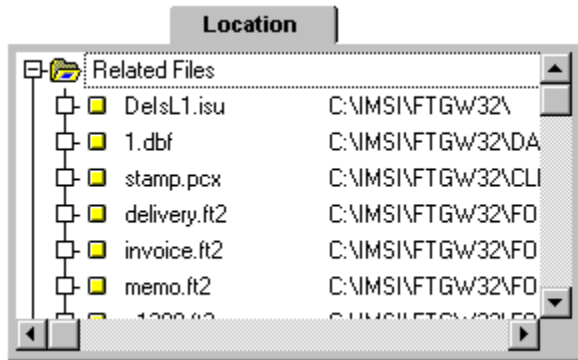 Location
Related Files
DeIsL1.isu C:\IMSI\FTGW32\
1.dbf C:\IMSI\FTGW32\DA
stamp.pcx C:\IMSI\FTGW32\CLI
delivery.ft2 C:\IMSI\FTGW32\FO
invoice.ft2 C:\IMSI\FTGW32\FO
memo.ft2 C:\IMSI\FTGW32\FO